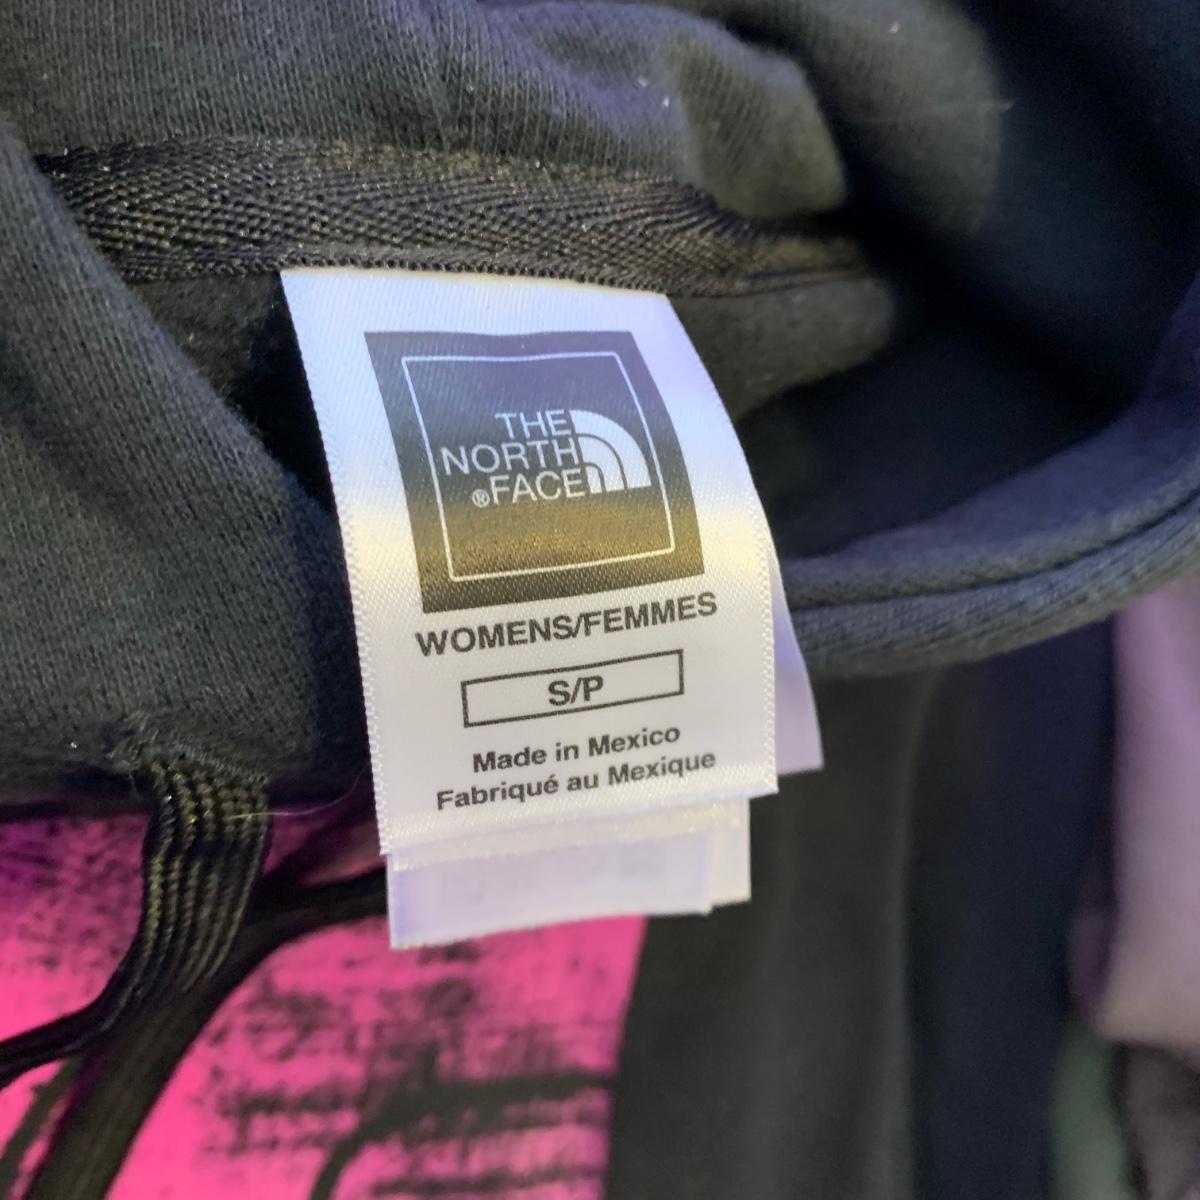 THE
NORTH
®FACE
WOMENS/FEMMES
S/P
Made in Mexico
Fabriqué au Mexique